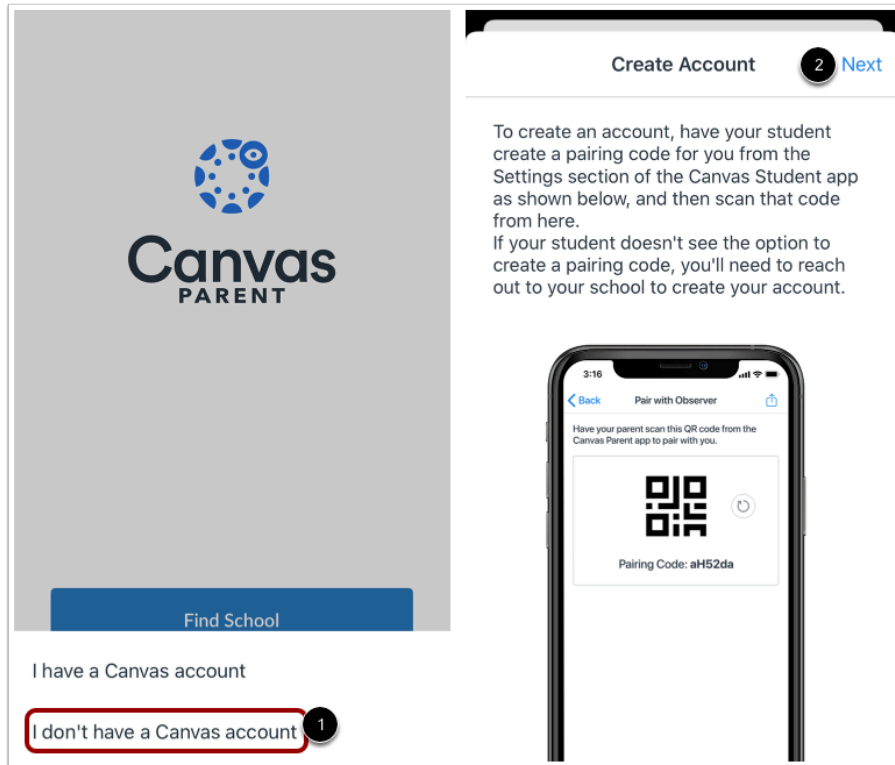 Canvas
PARENT
Find School
I have a Canvas account
I don't have a Canvas account
1
Create Account
2
Next
To create an account, have your student
create a pairing code for you from the
Settings section of the Canvas Student app
as shown below, and then scan that code
from here.
If your student doesn't see the option to
create a pairing code, you'll need to reach
out to your school to create your account.
3:16
Back
Pair with Observer
Have your parent scan this QR code from the
Canvas Parent app to pair with you.
Pairing Code: aH52da